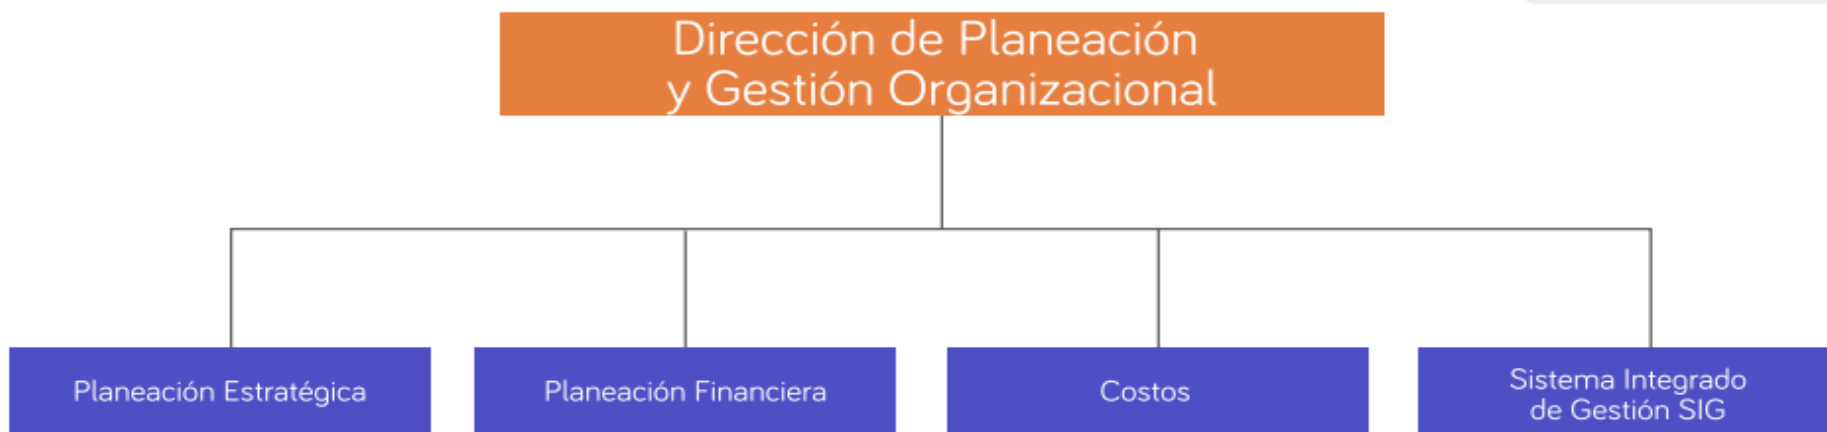 Dirección de Planeación
y Gestión Organizacional
Planeación Estratégica
Planeación Financiera
Costos
Sistema Integrado
de Gestión SIG